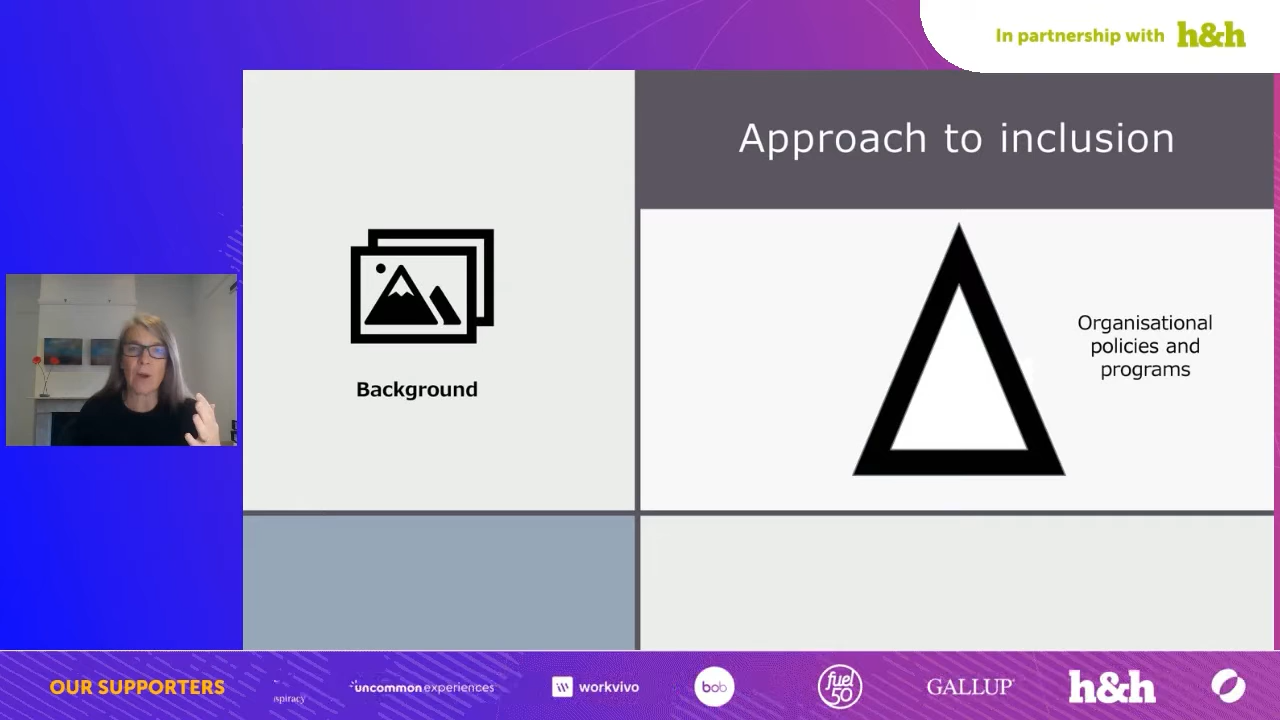 In partnership with h&h
Approach to inclusion
Background
Organisational
policies and
programs
OUR SUPPORTERS
spiracy
uncommon experiences
workvivo
bob
fuel
50
GALLUP
h&h